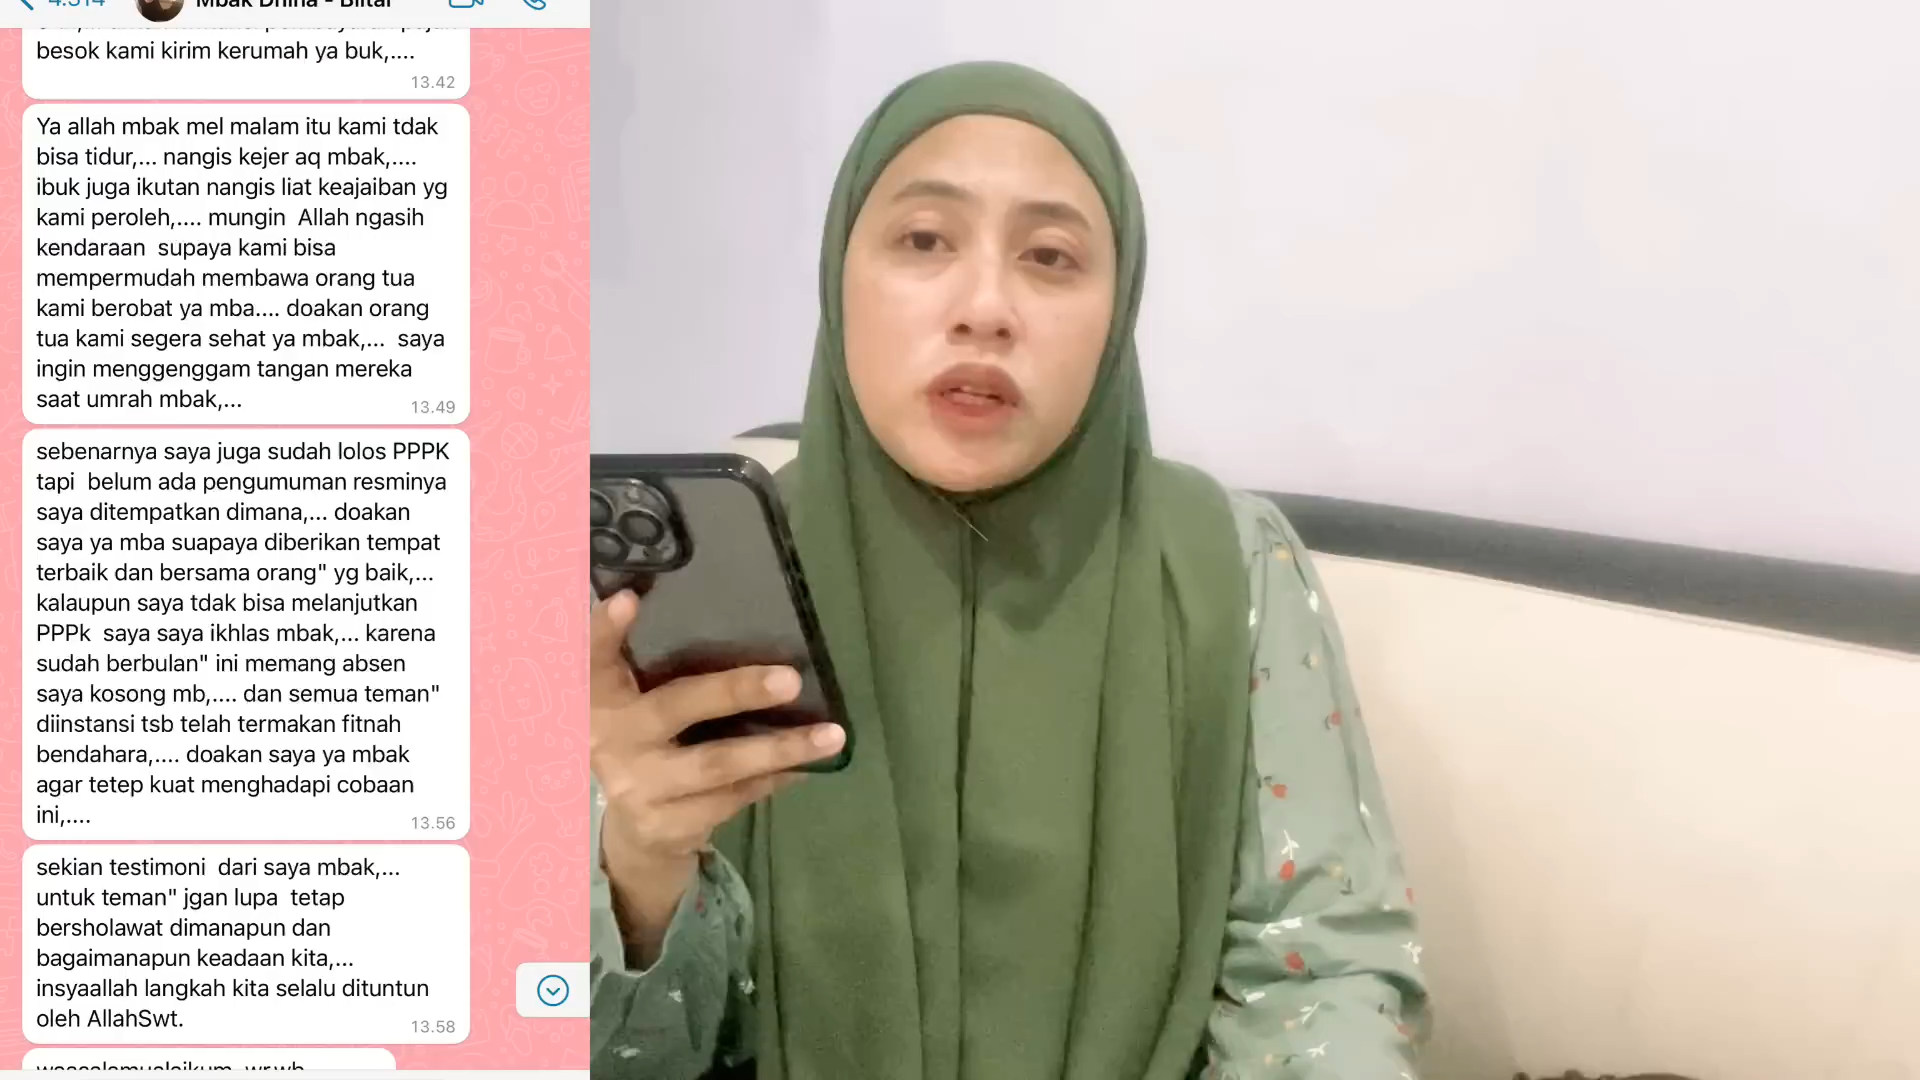 4.314
Mbak Dhina - Blitar
besok kami kirim kerumah ya buk,....
13.42
Ya allah mbak mel malam itu kami tdak
bisa tidur,... nangis kejer aq mbak,....
ibuk juga ikutan nangis liat keajaiban yg
kami peroleh,.... mungin  Allah ngasih
kendaraan  supaya kami bisa
mempermudah membawa orang tua
kami berobat ya mba.... doakan orang
tua kami segera sehat ya mbak,...  saya
ingin menggenggam tangan mereka
saat umrah mbak,...
13.49
sebenarnya saya juga sudah lolos PPPK
tapi  belum ada pengumuman resminya
saya ditempatkan dimana,... doakan
saya ya mba suapaya diberikan tempat
terbaik dan bersama orang" yg baik,...
kalaupun saya tdak bisa melanjutkan
PPPk  saya saya ikhlas mbak,... karena
sudah berbulan" ini memang absen
saya kosong mb,.... dan semua teman"
diinstansi tsb telah termakan fitnah
bendahara,.... doakan saya ya mbak
agar tetep kuat menghadapi cobaan
ini,....
13.56
sekian testimoni  dari saya mbak,...
untuk teman" jgan lupa  tetap
bersholawat dimanapun dan
bagaimanapun keadaan kita,...
insyaallah langkah kita selalu dituntun
oleh AllahSwt.
13.58
wr.wb